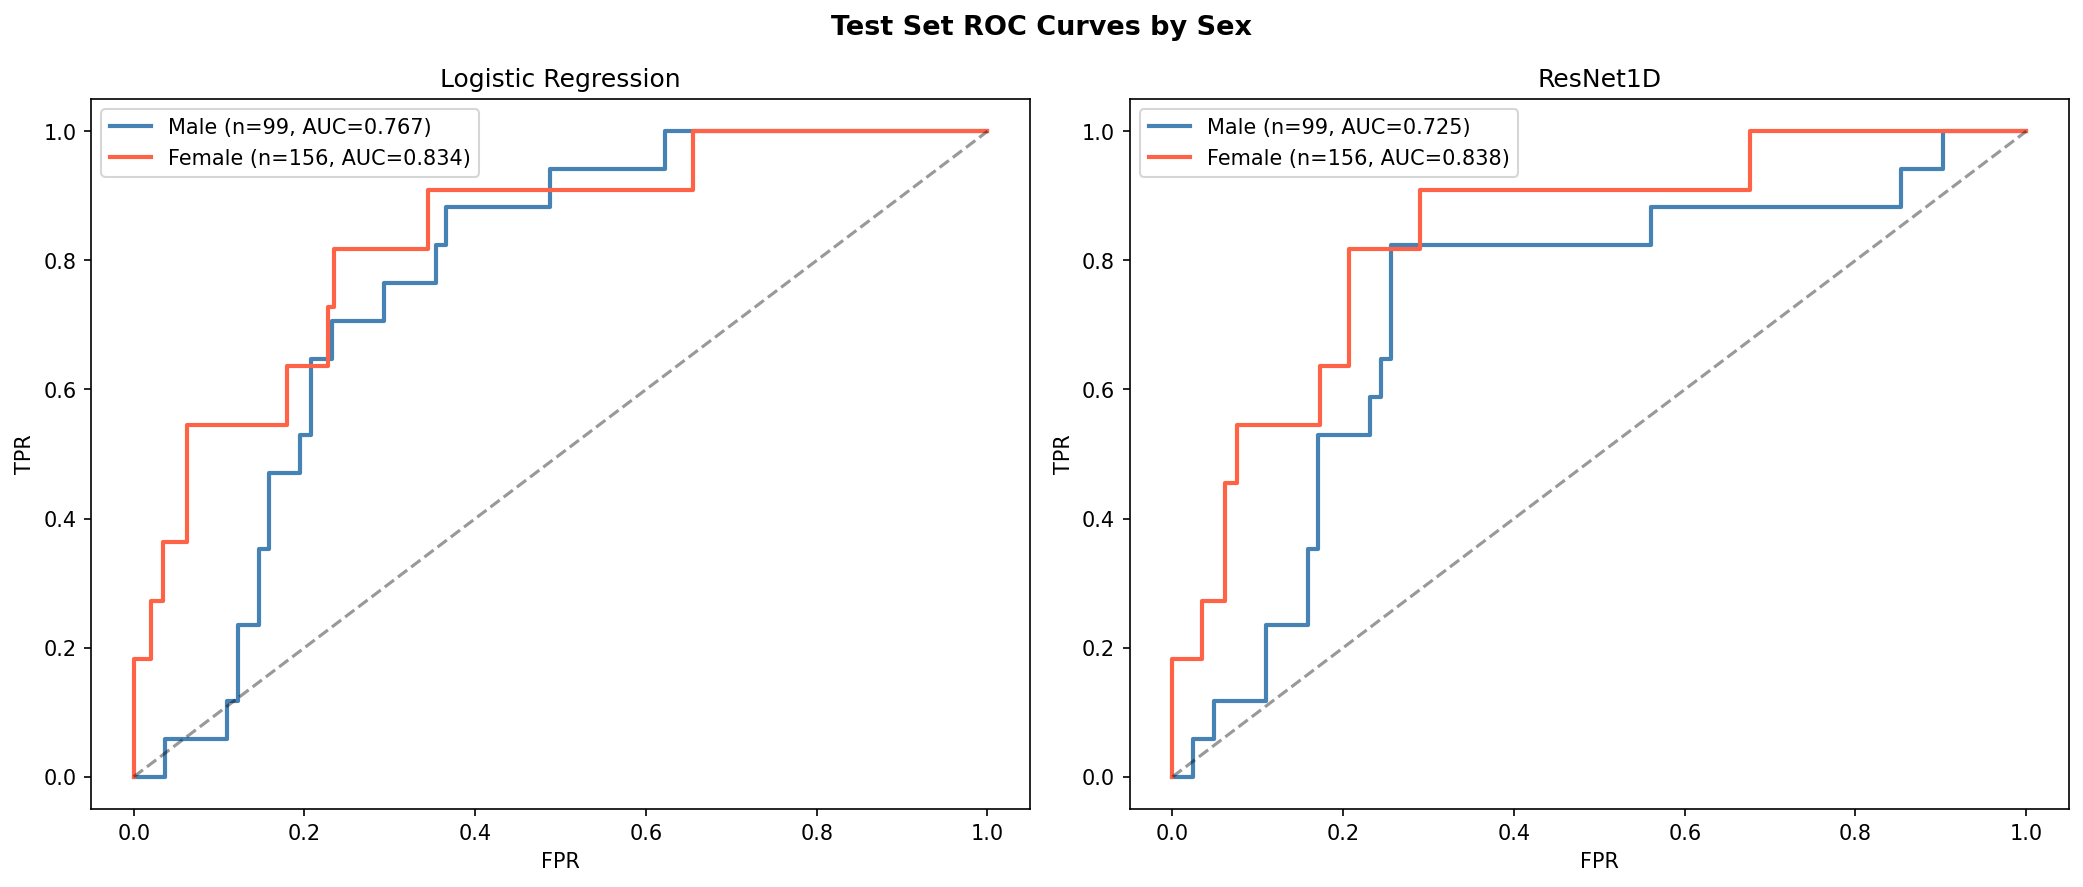 Test Set ROC Curves by Sex
Logistic Regression
Male (n=99, AUC=0.767)
Female (n=156, AUC=0.834)
1.0
0.8
0.6
0.4
0.2
0.0
TPR
0.0 0.2 0.4 0.6 0.8 1.0
FPR
ResNet1D
Male (n=99, AUC=0.725)
Female (n=156, AUC=0.838)
1.0
0.8
0.6
0.4
0.2
0.0
TPR
0.0 0.2 0.4 0.6 0.8 1.0
FPR